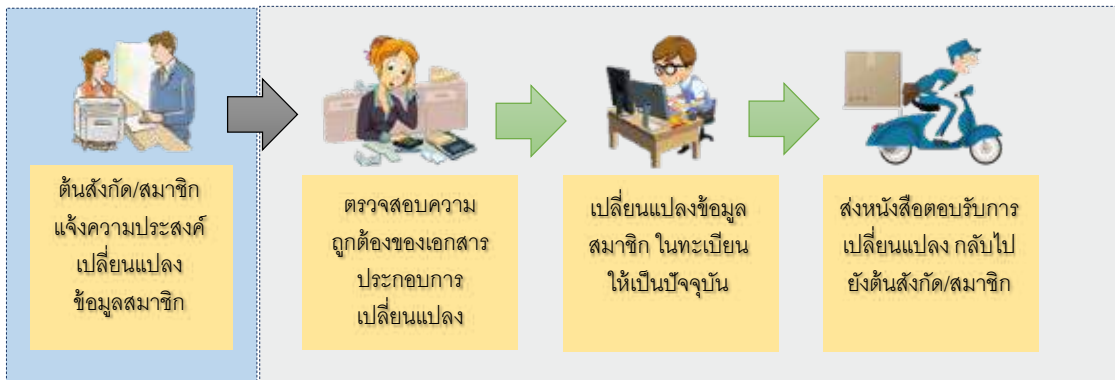 ต้นสังกัด/สมาชิก
แจ้งความประสงค์
เปลี่ยนแปลง
ข้อมูลสมาชิก
ตรวจสอบความ
ถูกต้องของเอกสาร
ประกอบการ
เปลี่ยนแปลง
เปลี่ยนแปลงข้อมูล
สมาชิก ในทะเบียน
ให้เป็นปัจจุบัน
ส่งหนังสือตอบรับการ
เปลี่ยนแปลง กลับไป
ยังต้นสังกัด/สมาชิก